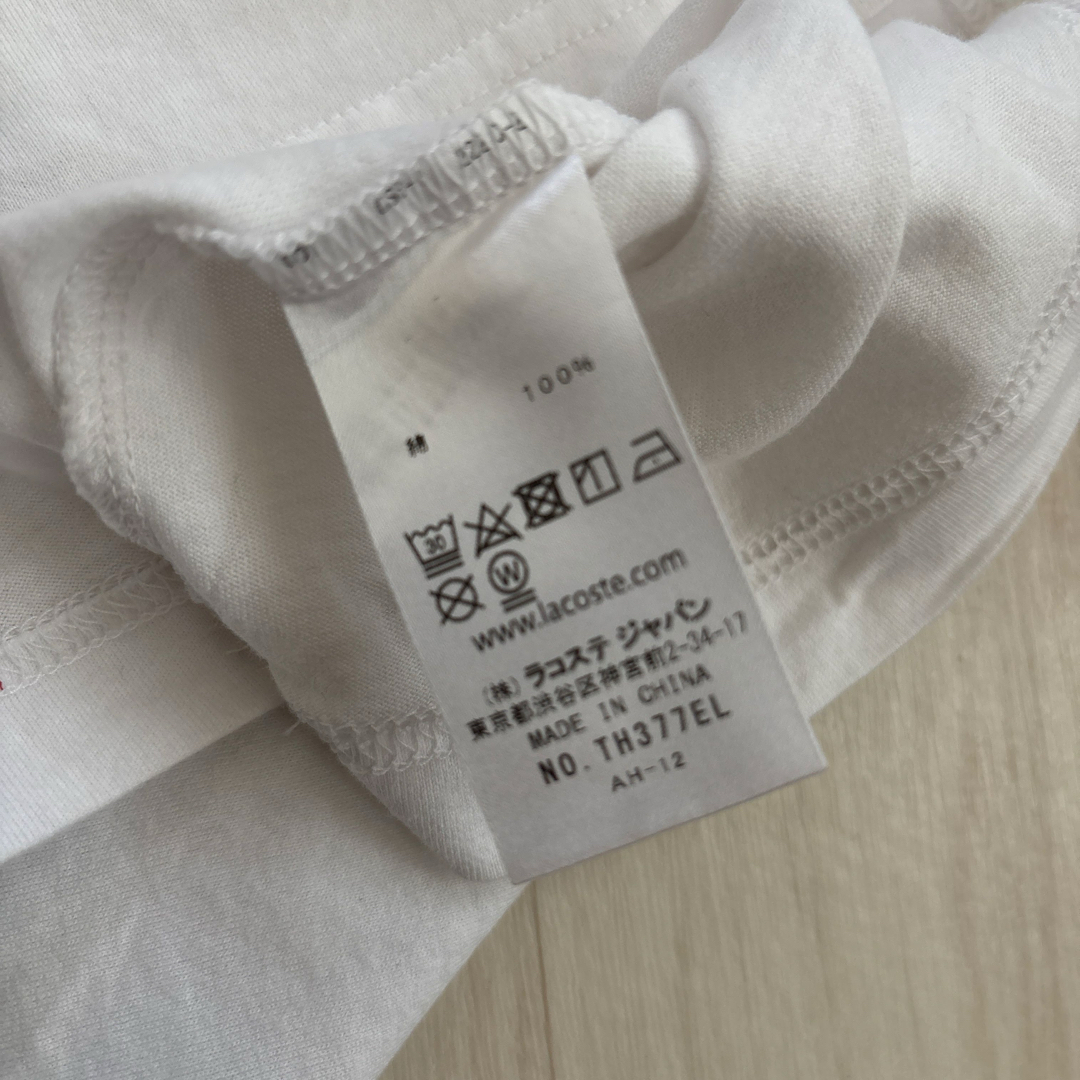 綿 100%
30
W
www.lacoste.com
(株) ラコステ ジャパン
東京都渋谷区神宮前2-34-17
MADE IN CHINA
NO. TH377EL
AH-12